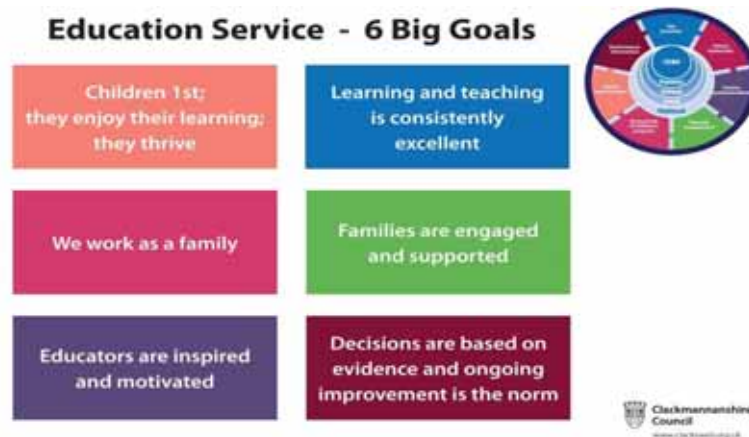 Education Service - 6 Big Goals
Children 1st;
they enjoy their learning;
they thrive
Learning and teaching
is consistently
excellent
We work as a family
Families are engaged
and supported
Educators are inspired
and motivated
Decisions are based on
evidence and ongoing
improvement is the norm
Clackmannanshire
Council